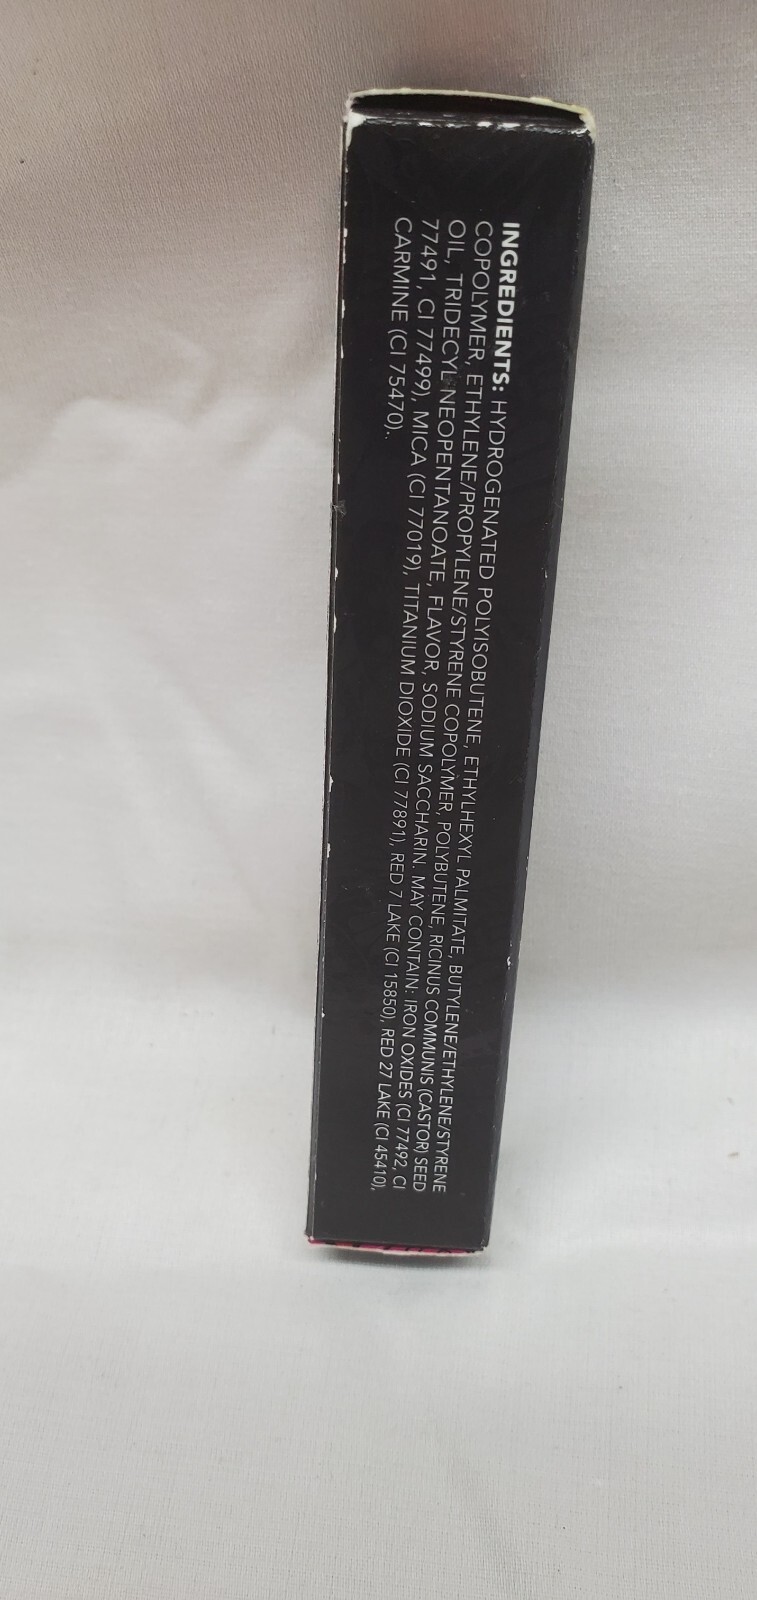 INGREDIENTS: HYDROGENATED POLYISOBUTENE, ETHYLHEXYL PALMITATE, BUTYLENE/ETHYLENE/STYRENE
COPOLYMER, ETHYLENE/PROPYLENE/STYRENE COPOLYMER, POLYBUTENE, RICINUS COMMUNIS (CASTOR) SEED
OIL, TRIDECYL NEOPENTANOATE, FLAVOR, SODIUM SACCHARIN. MAY CONTAIN: IRON OXIDES (CI 77492, CI
77491, CI 77499), MICA (CI 77019), TITANIUM DIOXIDE (CI 77891), RED 7 LAKE (CI 15850), RED 27 LAKE (CI 45410),
CARMINE (CI 75470).